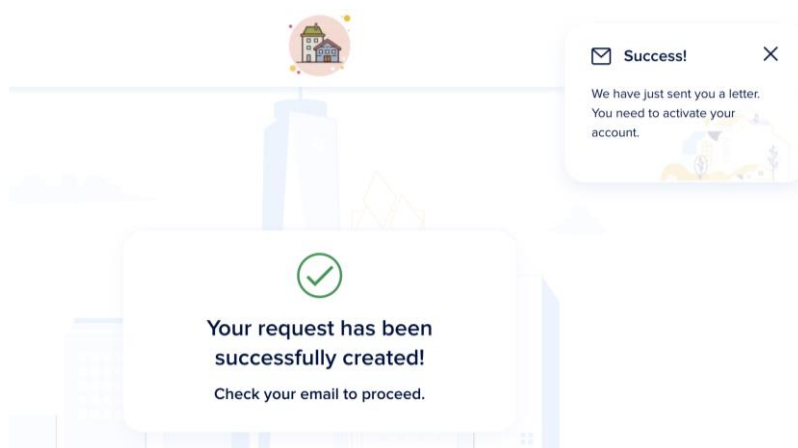 Success!
We have just sent you a letter.
You need to activate your
account.
Your request has been
successfully created!
Check your email to proceed.